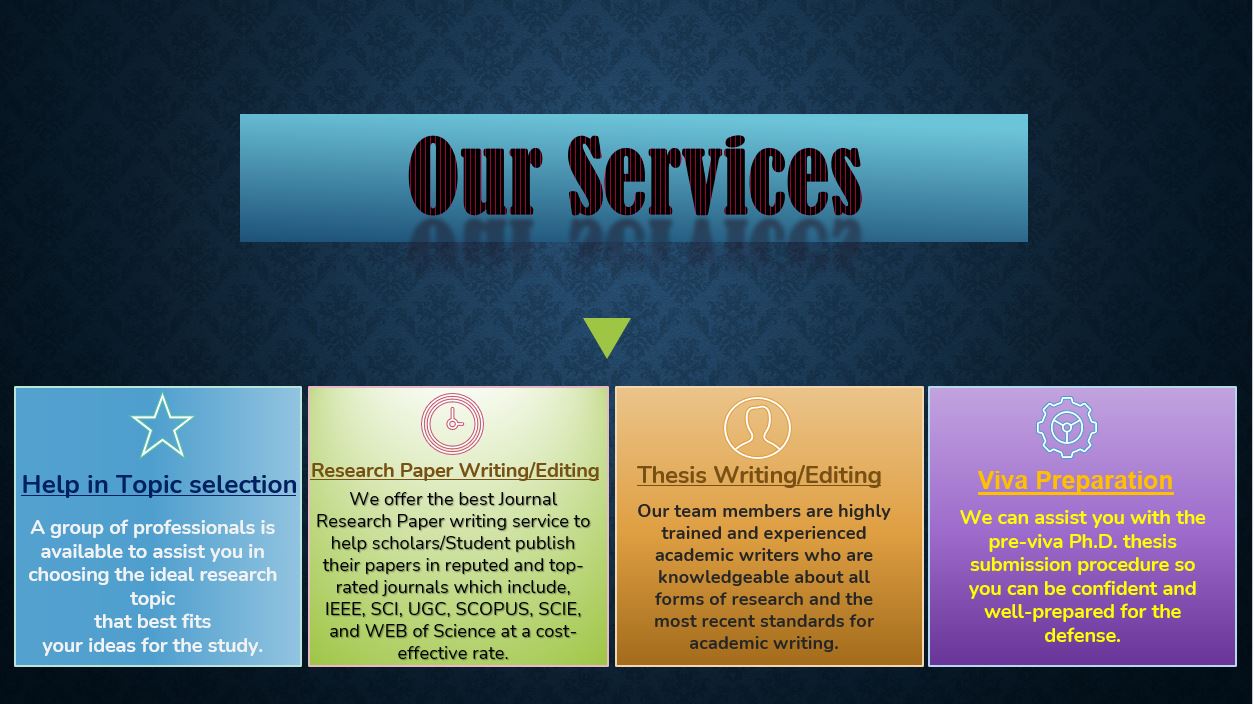 Our Services
Help in Topic selection
A group of professionals is
available to assist you in
choosing the ideal research
topic
that best fits
your ideas for the study.
Research Paper Writing/Editing
We offer the best Journal
Research Paper writing service to
help scholars/Student publish
their papers in reputed and top-
rated journals which include,
IEEE, SCI, UGC, SCOPUS, SCIE,
and WEB of Science at a cost-
effective rate.
Thesis Writing/Editing
Our team members are highly
trained and experienced
academic writers who are
knowledgeable about all
forms of research and the
most recent standards for
academic writing.
Viva Preparation
We can assist you with the
pre-viva Ph.D. thesis
submission procedure so
you can be confident and
well-prepared for the
defense.